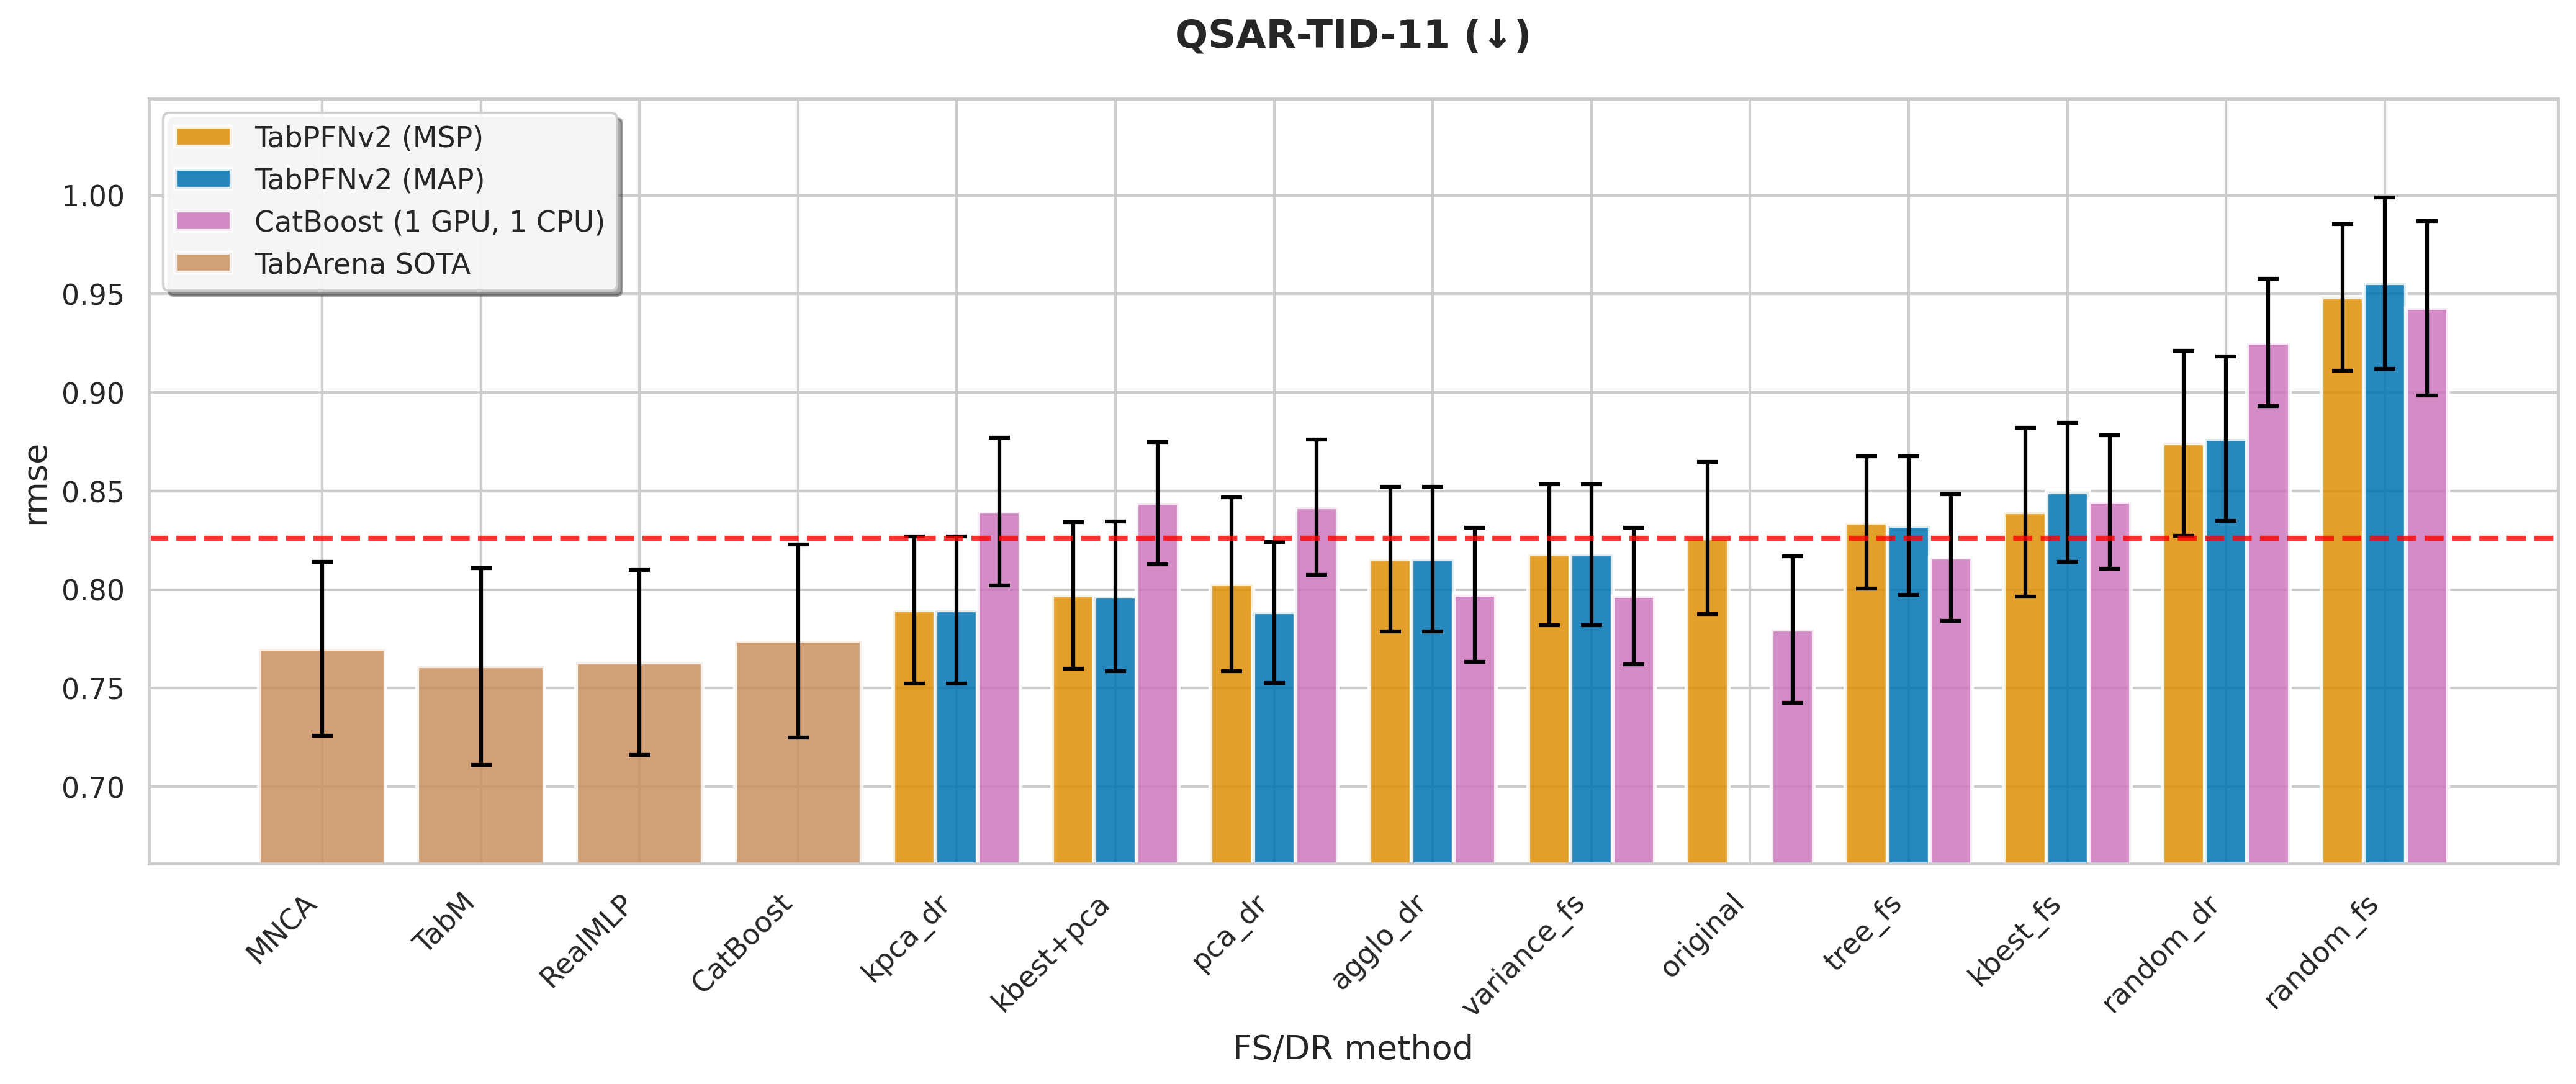 QSAR-TID-11 (↓)
TabPFNv2 (MSP)
TabPFNv2 (MAP)
CatBoost (1 GPU, 1 CPU)
TabArena SOTA
rmse
1.00
0.95
0.90
0.85
0.80
0.75
0.70
MNCA
TabM
RealMLP
CatBoost
kpca_dr
kbest+pca
pca_dr
agglo_dr
variance_fs
original
tree_fs
kbest_fs
random_dr
random_fs
FS/DR method